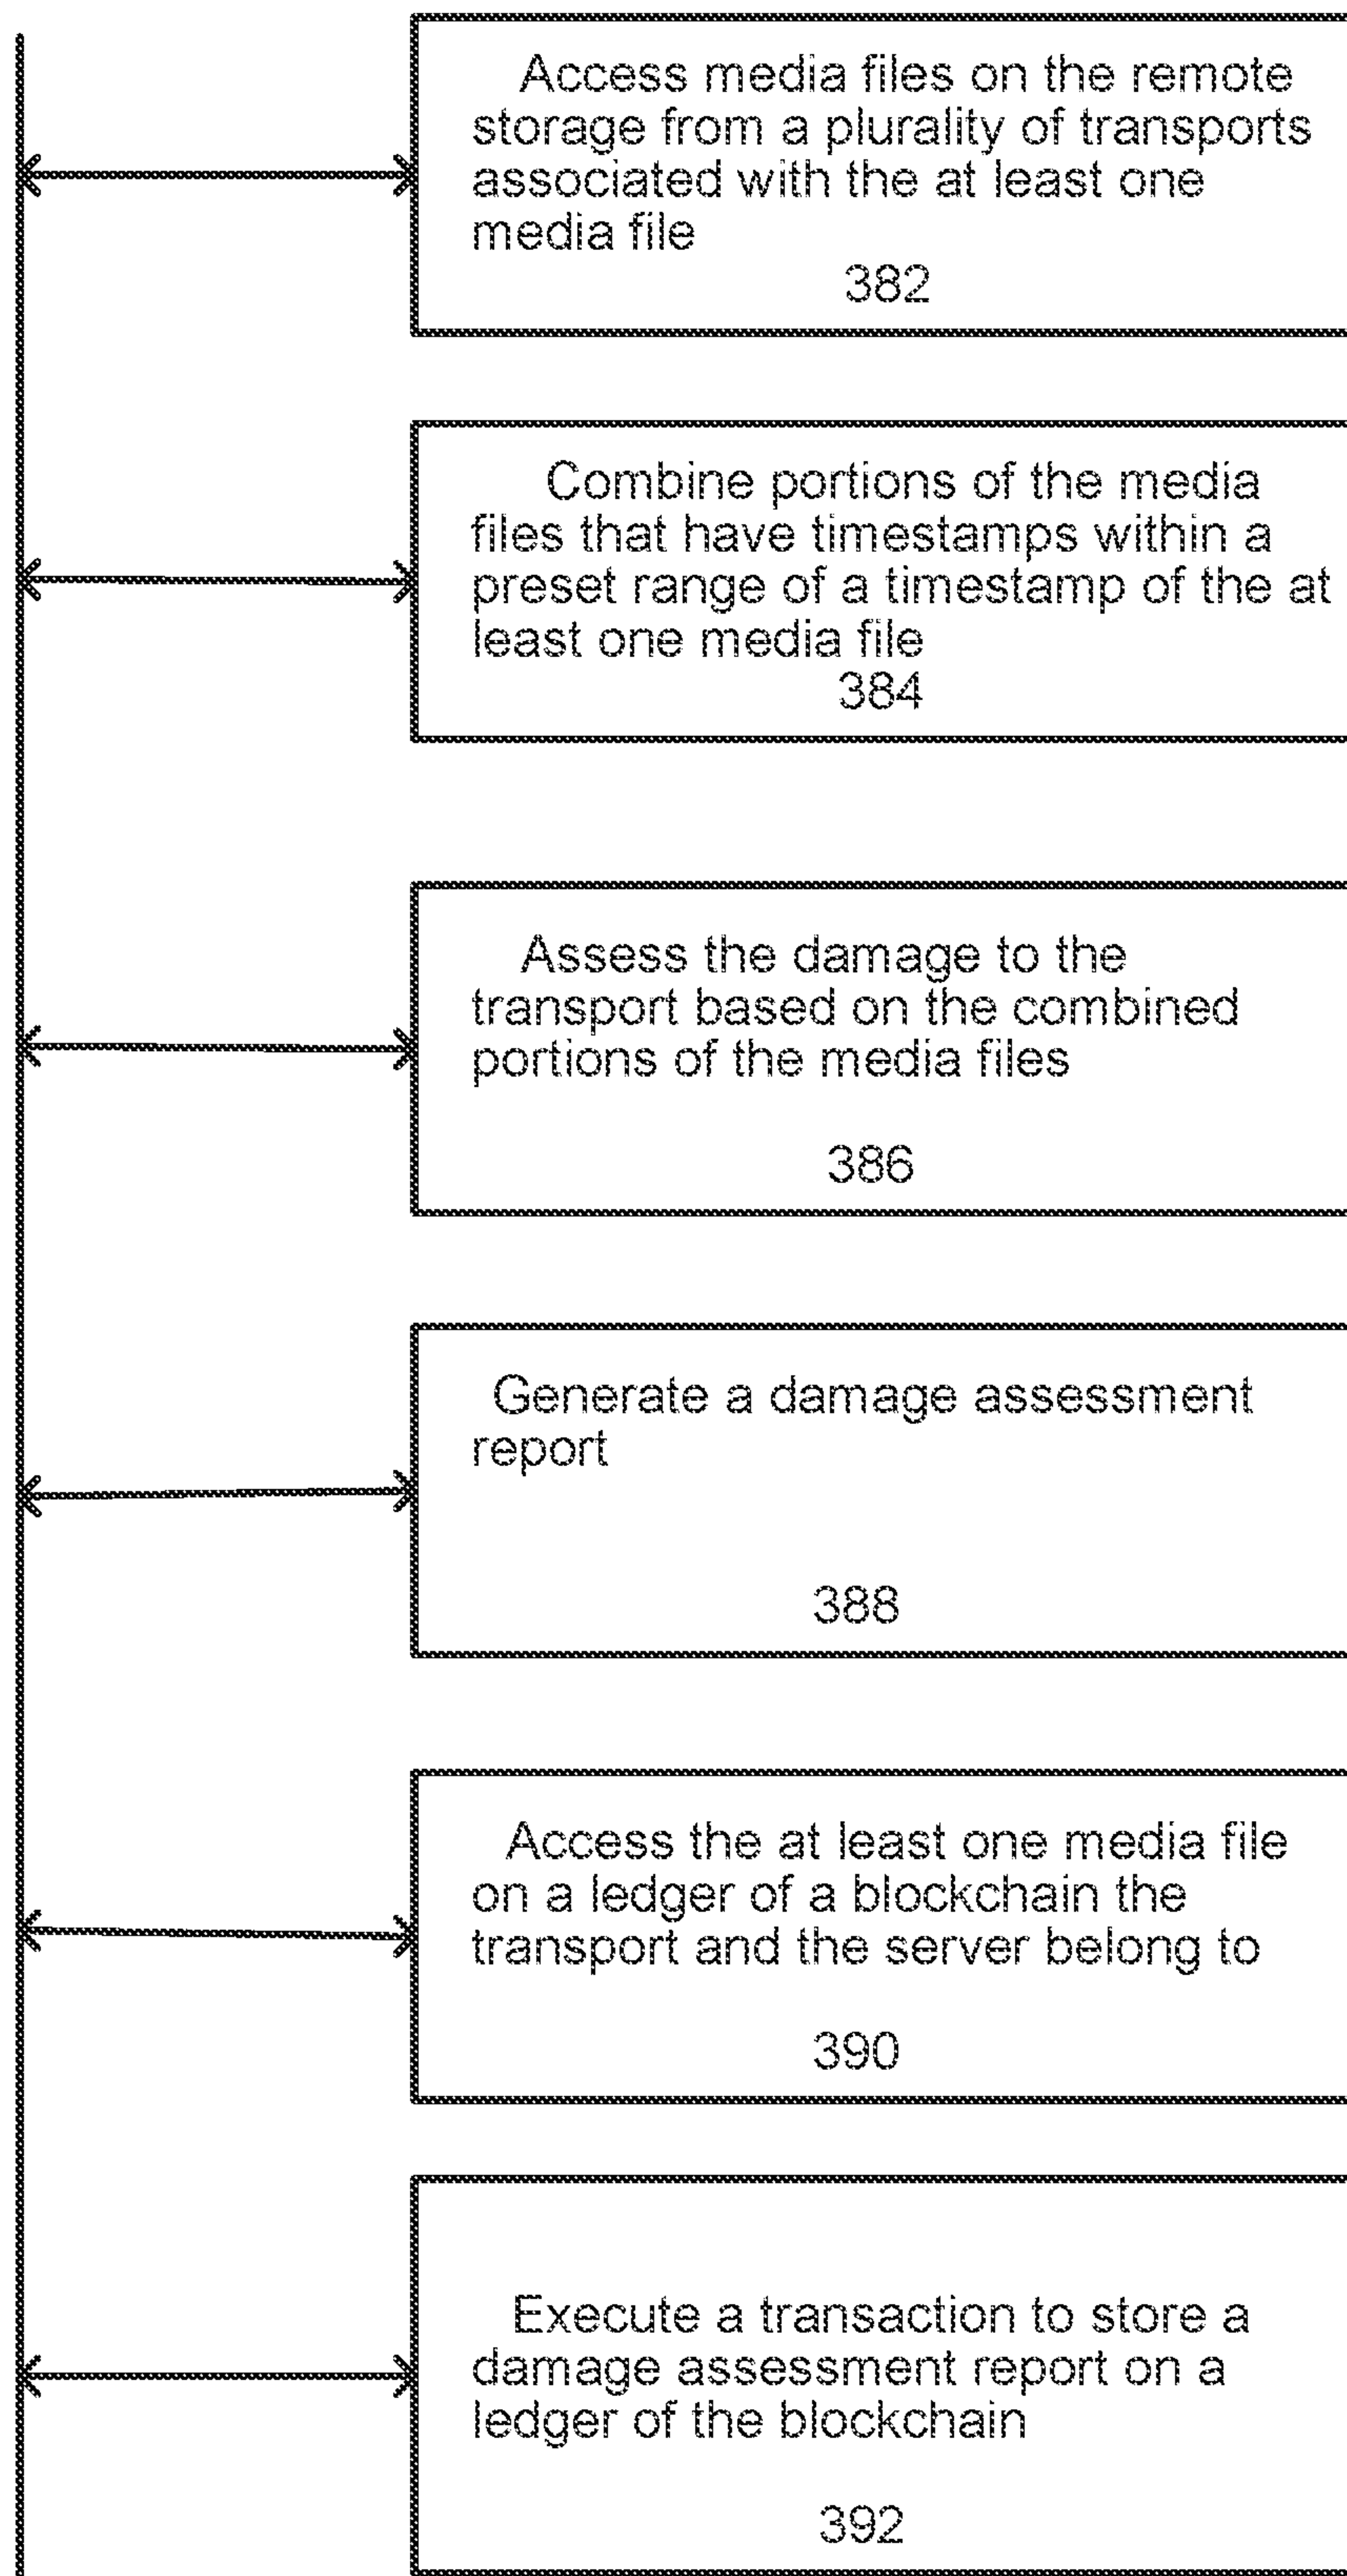 Access media files on the remote
storage from a plurality of transports
associated with the at least one
media file
382
Combine portions of the media
files that have timestamps within a
preset range of a timestamp of the at
least one media file
384
Assess the damage to the
transport based on the combined
portions of the media files
386
Generate a damage assessment
report
388
Access the at least one media file
on a ledger of a blockchain the
transport and the server belong to
390
Execute a transaction to store a
damage assessment report on a
ledger of the blockchain
392